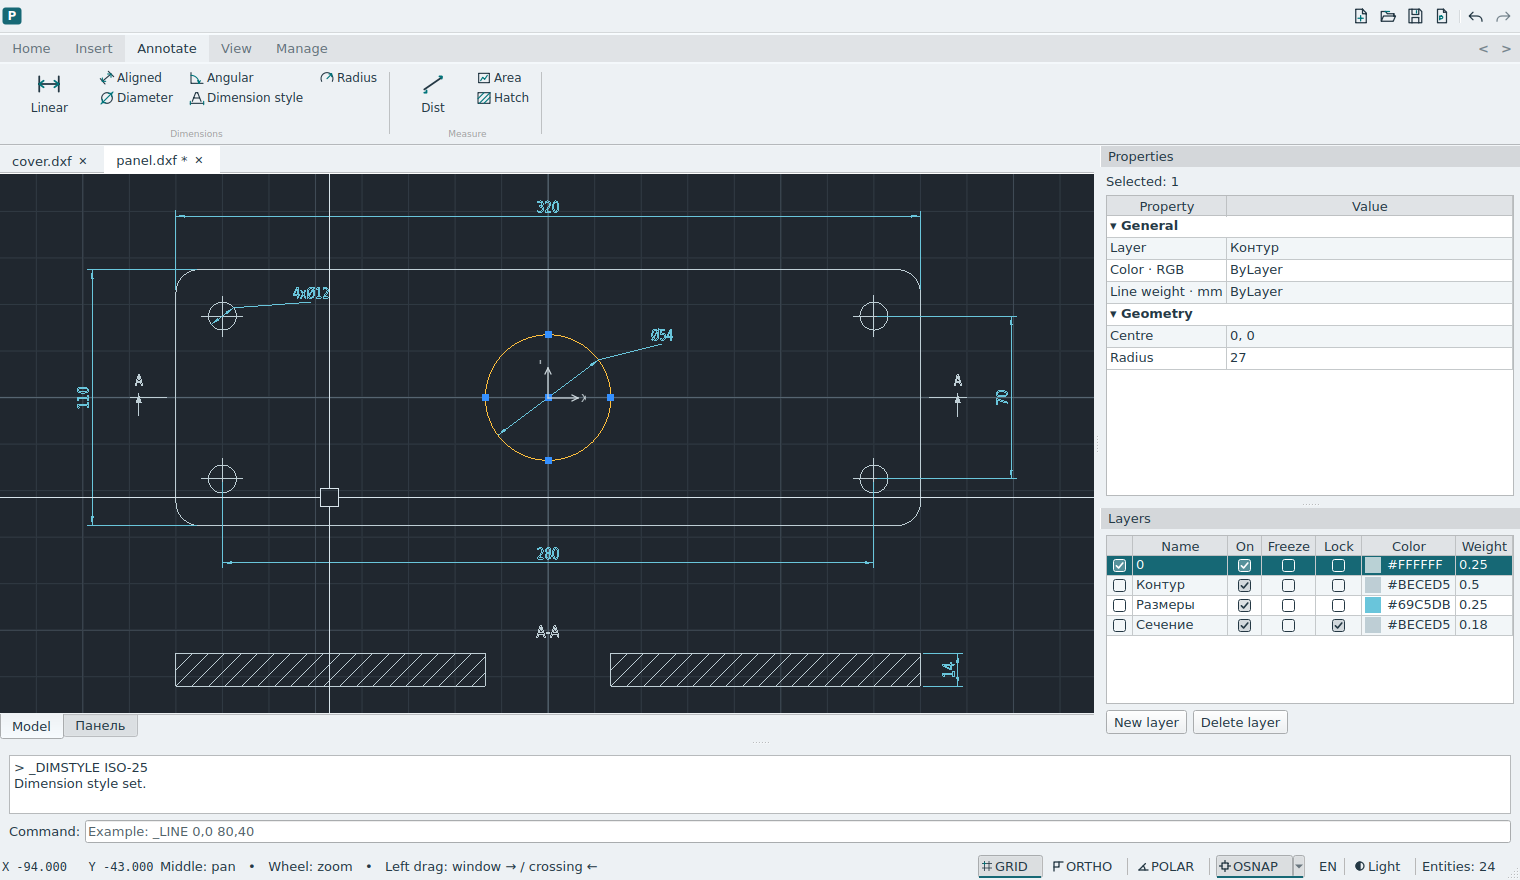 P
Home Insert Annotate View Manage < >
Linear
Aligned
Diameter
Angular
Dimension style
Radius
Dimensions
Dist
Area
Hatch
Measure
cover.dxf ×
panel.dxf * ×
320
4xØ12
Ø54
110
A
A
70
X
280
A-A
14
Model
Панель
Properties
Selected: 1
Property Value
▾ General
Layer Контур
Color · RGB ByLayer
Line weight · mm ByLayer
▾ Geometry
Centre 0, 0
Radius 27
Layers
Name On Freeze Lock Color Weight
0 #FFFFFF 0.25
Контур #BECED5 0.5
Размеры #69C5DB 0.25
Сечение #BECED5 0.18
New layer Delete layer
> _DIMSTYLE ISO-25
Dimension style set.
Command: Example: _LINE 0,0 80,40
X -94.000 Y -43.000 Middle: pan • Wheel: zoom • Left drag: window → / crossing ← GRID ORTHO POLAR OSNAP EN Light Entities: 24